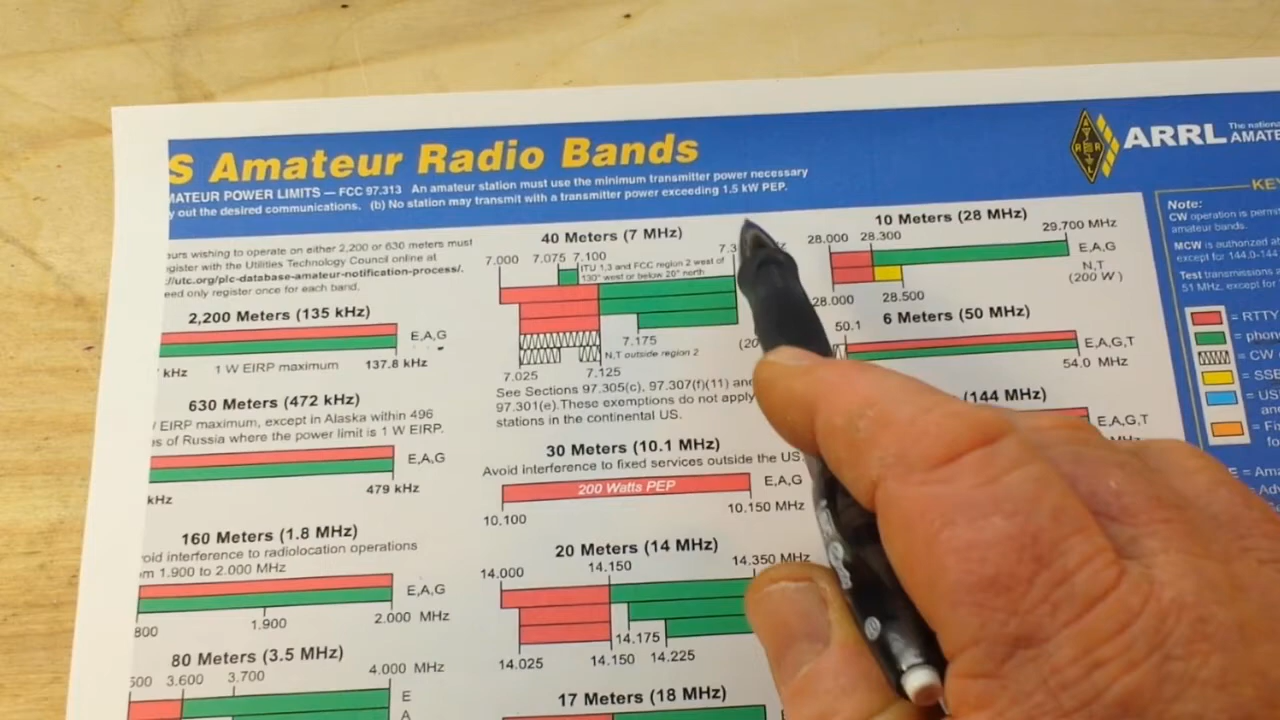 S Amateur Radio Bands
ARRL The national
AMATE
MATEUR POWER LIMITS — FCC 97.313 An amateur station must use the minimum transmitter power necessary
y out the desired communications. (b) No station may transmit with a transmitter power exceeding 1.5 kW PEP.
urs wishing to operate on either 2,200 or 630 meters must
gister with the Utilities Technology Council online at
://utc.org/plc-database-amateur-notification-process/.
eed only register once for each band.
2,200 Meters (135 kHz)
E,A,G
kHz 1 W EIRP maximum 137.8 kHz
630 Meters (472 kHz)
EIRP maximum, except in Alaska within 496
s of Russia where the power limit is 1 W EIRP.
E,A,G
kHz 479 kHz
160 Meters (1.8 MHz)
oid interference to radiolocation operations
m 1.900 to 2.000 MHz
E,A,G
800 1.900 2.000 MHz
80 Meters (3.5 MHz)
500 3.600 3.700 4.000 MHz
E
A
40 Meters (7 MHz)
7.000 7.075 7.100 7.3
ITU 1,3 and FCC region 2 west of
130° west or below 20° north
7.175
(20
N,T outside region 2
7.025 7.125
See Sections 97.305(c), 97.307(f)(11) and
97.301(e). These exemptions do not apply
stations in the continental US.
30 Meters (10.1 MHz)
Avoid interference to fixed services outside the US.
200 Watts PEP E,A,G
10.100 10.150 MHz
20 Meters (14 MHz)
14.000 14.150 14.350 MHz
14.175
14.025 14.150 14.225
17 Meters (18 MHz)
10 Meters (28 MHz)
28.000 28.300 29.700 MHz
E,A,G
N,T
(200 W)
28.000 28.500
6 Meters (50 MHz)
50.1
E,A,G,T
54.0 MHz
(144 MHz)
E,A,G,T
MHz
KEY
Note:
CW operation is permi
amateur bands.
MCW is authorized at
except for 144.0-144
Test transmissions
51 MHz, except for
= RTTY
= phon
= CW
= SSB
= US
= Fi
fo
E = Ama